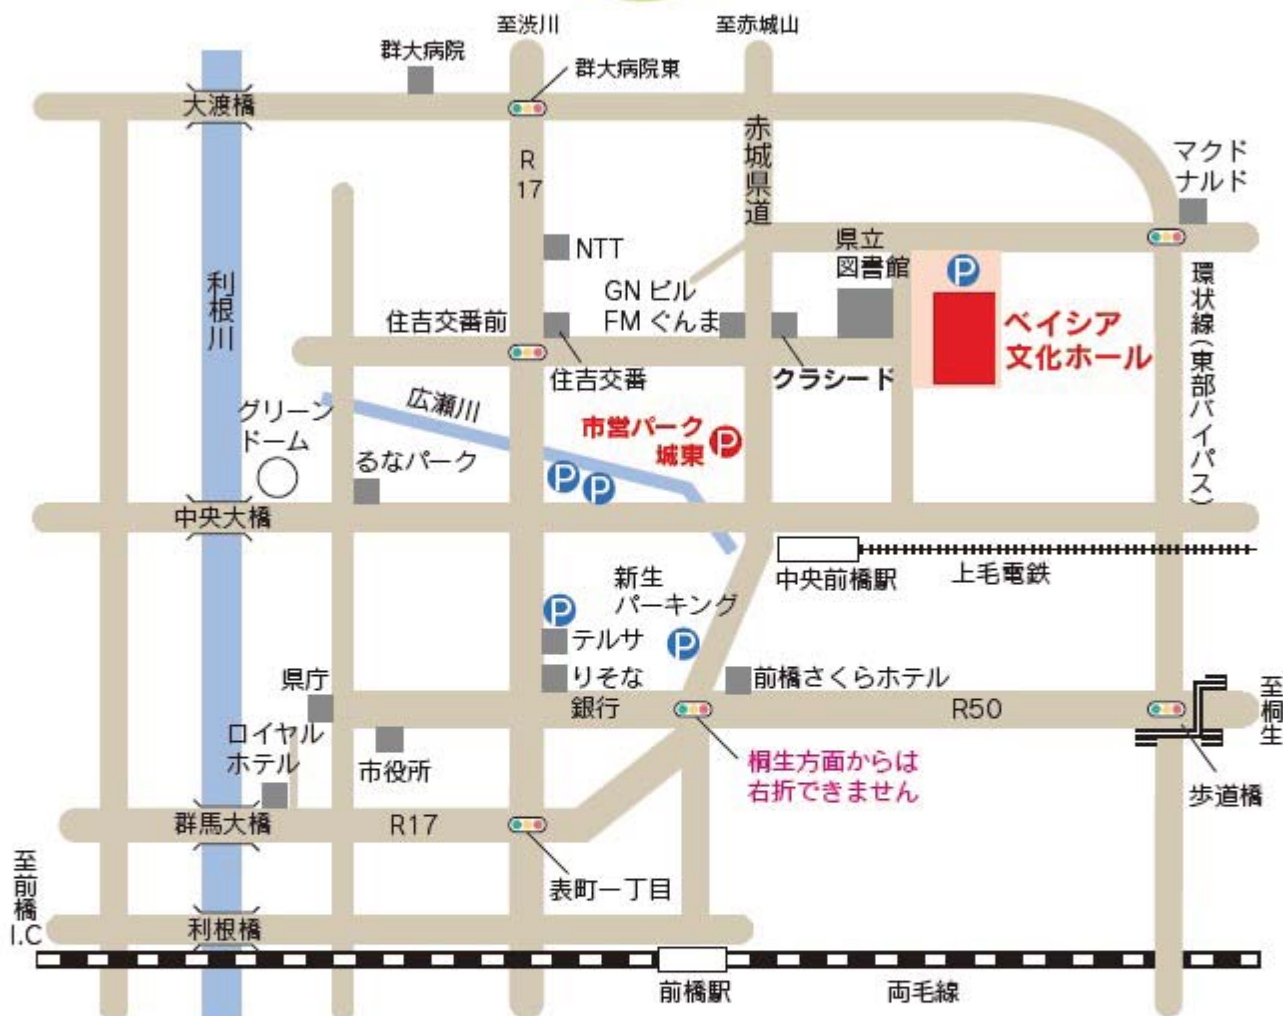 至渋川
至赤城山
群大病院
群大病院東
大渡橋
R
17
赤城県道
マクド
ナルド
NTT
県立
図書館
P
利根川
GN ビル
FM ぐんま
住吉交番前
環状線(東部バイパス)
ベイシア
文化ホール
住吉交番
クラシード
広瀬川
グリーン
ドーム
市営パーク
城東
P
るなパーク
P
P
中央大橋
中央前橋駅
上毛電鉄
新生
パーキング
P
P
テルサ
りそな
銀行
前橋さくらホテル
県庁
R50
至桐生
ロイヤル
ホテル
市役所
桐生方面からは
右折できません
歩道橋
群馬大橋
R17
至前橋
I.C
表町一丁目
利根橋
前橋駅
両毛線